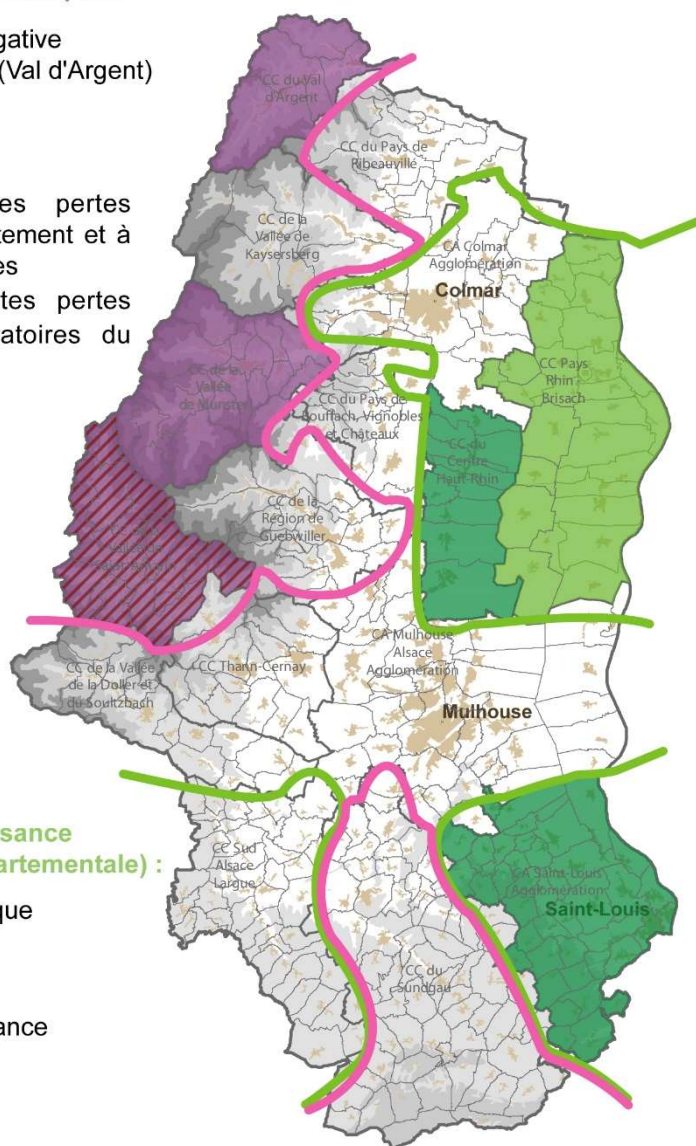 gative
(Val d'Argent)
es pertes
tement et à
es
tes pertes
atoires du
ssance
partementale) :
que
ance
CC du Val
d'Argent
CC du Pays de
Ribeauvillé
CC de la
Vallée de
Kaysersberg
CA Colmar
Agglomération
Colmar
CC de la
Vallée
de Munster
CC du Pays de
Rouffach, Vignobles
et Châteaux
CC Pays
Rhin -
Brisach
CC du
Centre
Haut-Rhin
CC de la
Région de
Guebwiller
CC de la Vallée
de la Doller et
du Soultzbach
CC Thann-Cernay
CA Mulhouse
Alsace
Agglomération
Mulhouse
CC Sud
Alsace
Largue
CA Saint-Louis
Agglomération
Saint-Louis
CC du
Sundgau